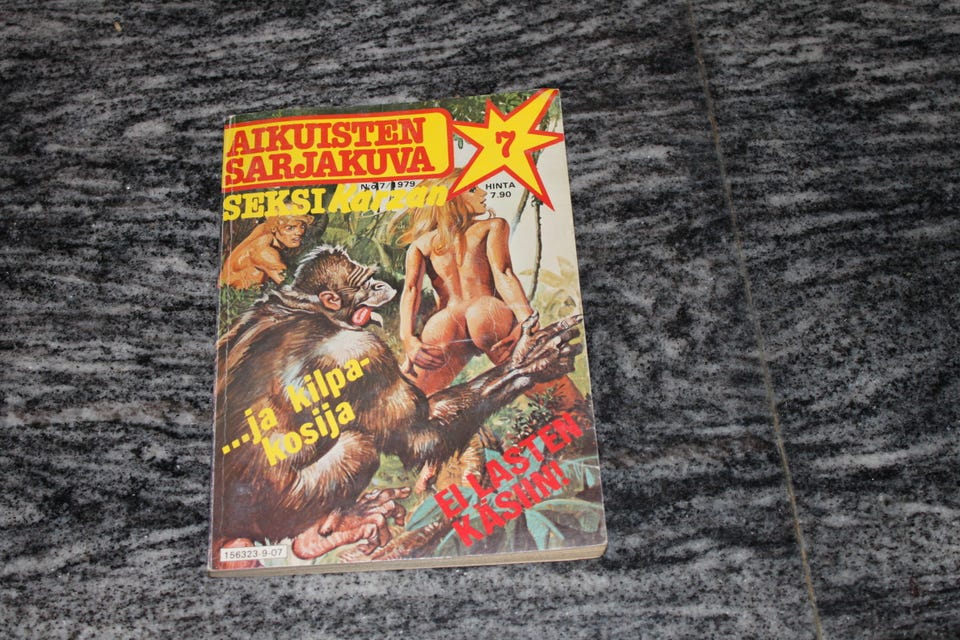 AIKUISTEN
SARJAKUVA
7
N:o 7/1979
HINTA
7.90
SEKSI Karzan
...ja kilpa-
kosija
EI LASTEN
KÄSIIN!
156323-9-07